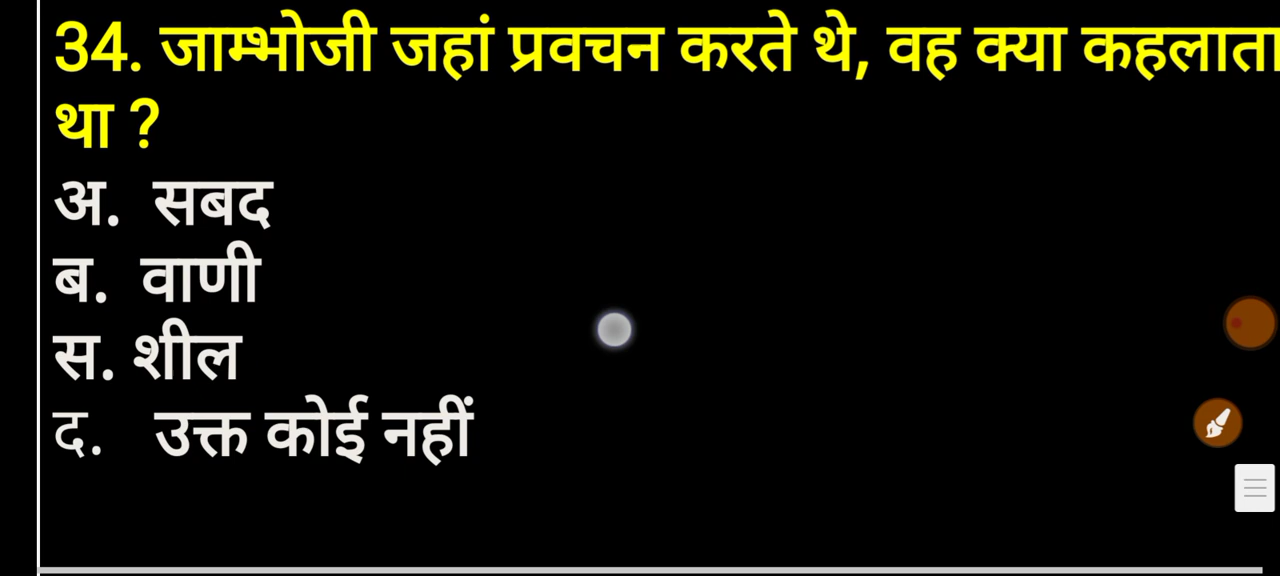 34. जाम्भोजी जहां प्रवचन करते थे, वह क्या कहलाता
था ?
अ. सबद
ब. वाणी
स. शील
द. उक्त कोई नहीं